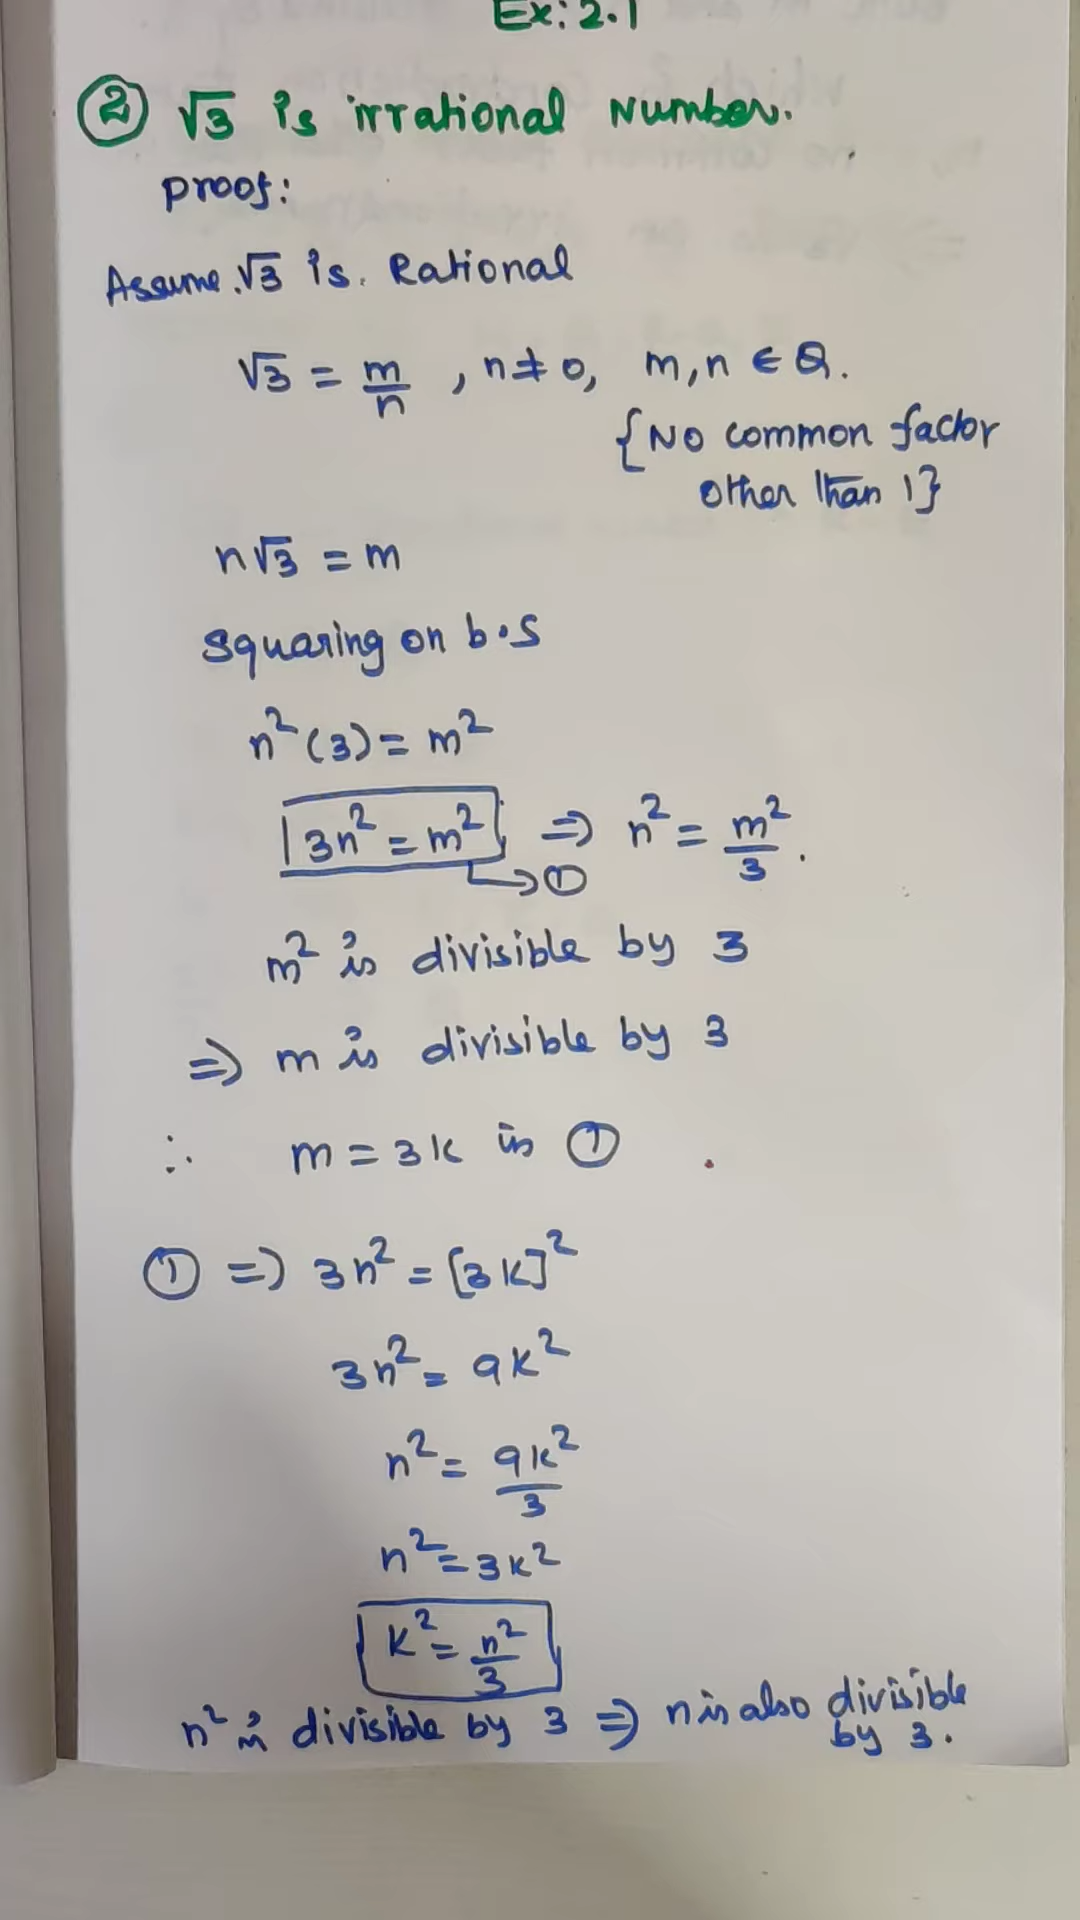 Ex: 2.1
② √3 is irrational Number.
Proof:
Assume √3 is Rational
√3 = m/n , n≠0, m,n ∈ Q.
{No common factor
other than 1}
n√3 = m
Squaring on b.s
n²(3) = m²
3n² = m² ⇒ n² = m²/3.
→①
m² is divisible by 3
⇒ m is divisible by 3
∴ m = 3k in ①
① ⇒ 3n² = [3k]²
3n² = 9k²
n² = 9k²/3
n² = 3k²
k² = n²/3
n² is divisible by 3 ⇒ n is also divisible
by 3.